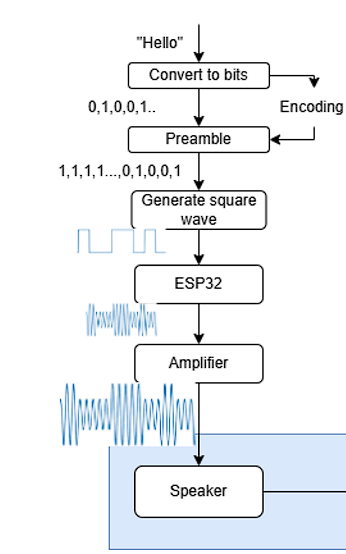 "Hello"
Convert to bits
0,1,0,0,1..
Encoding
Preamble
1,1,1,1...,0,1,0,0,1
Generate square
wave
ESP32
Amplifier
Speaker